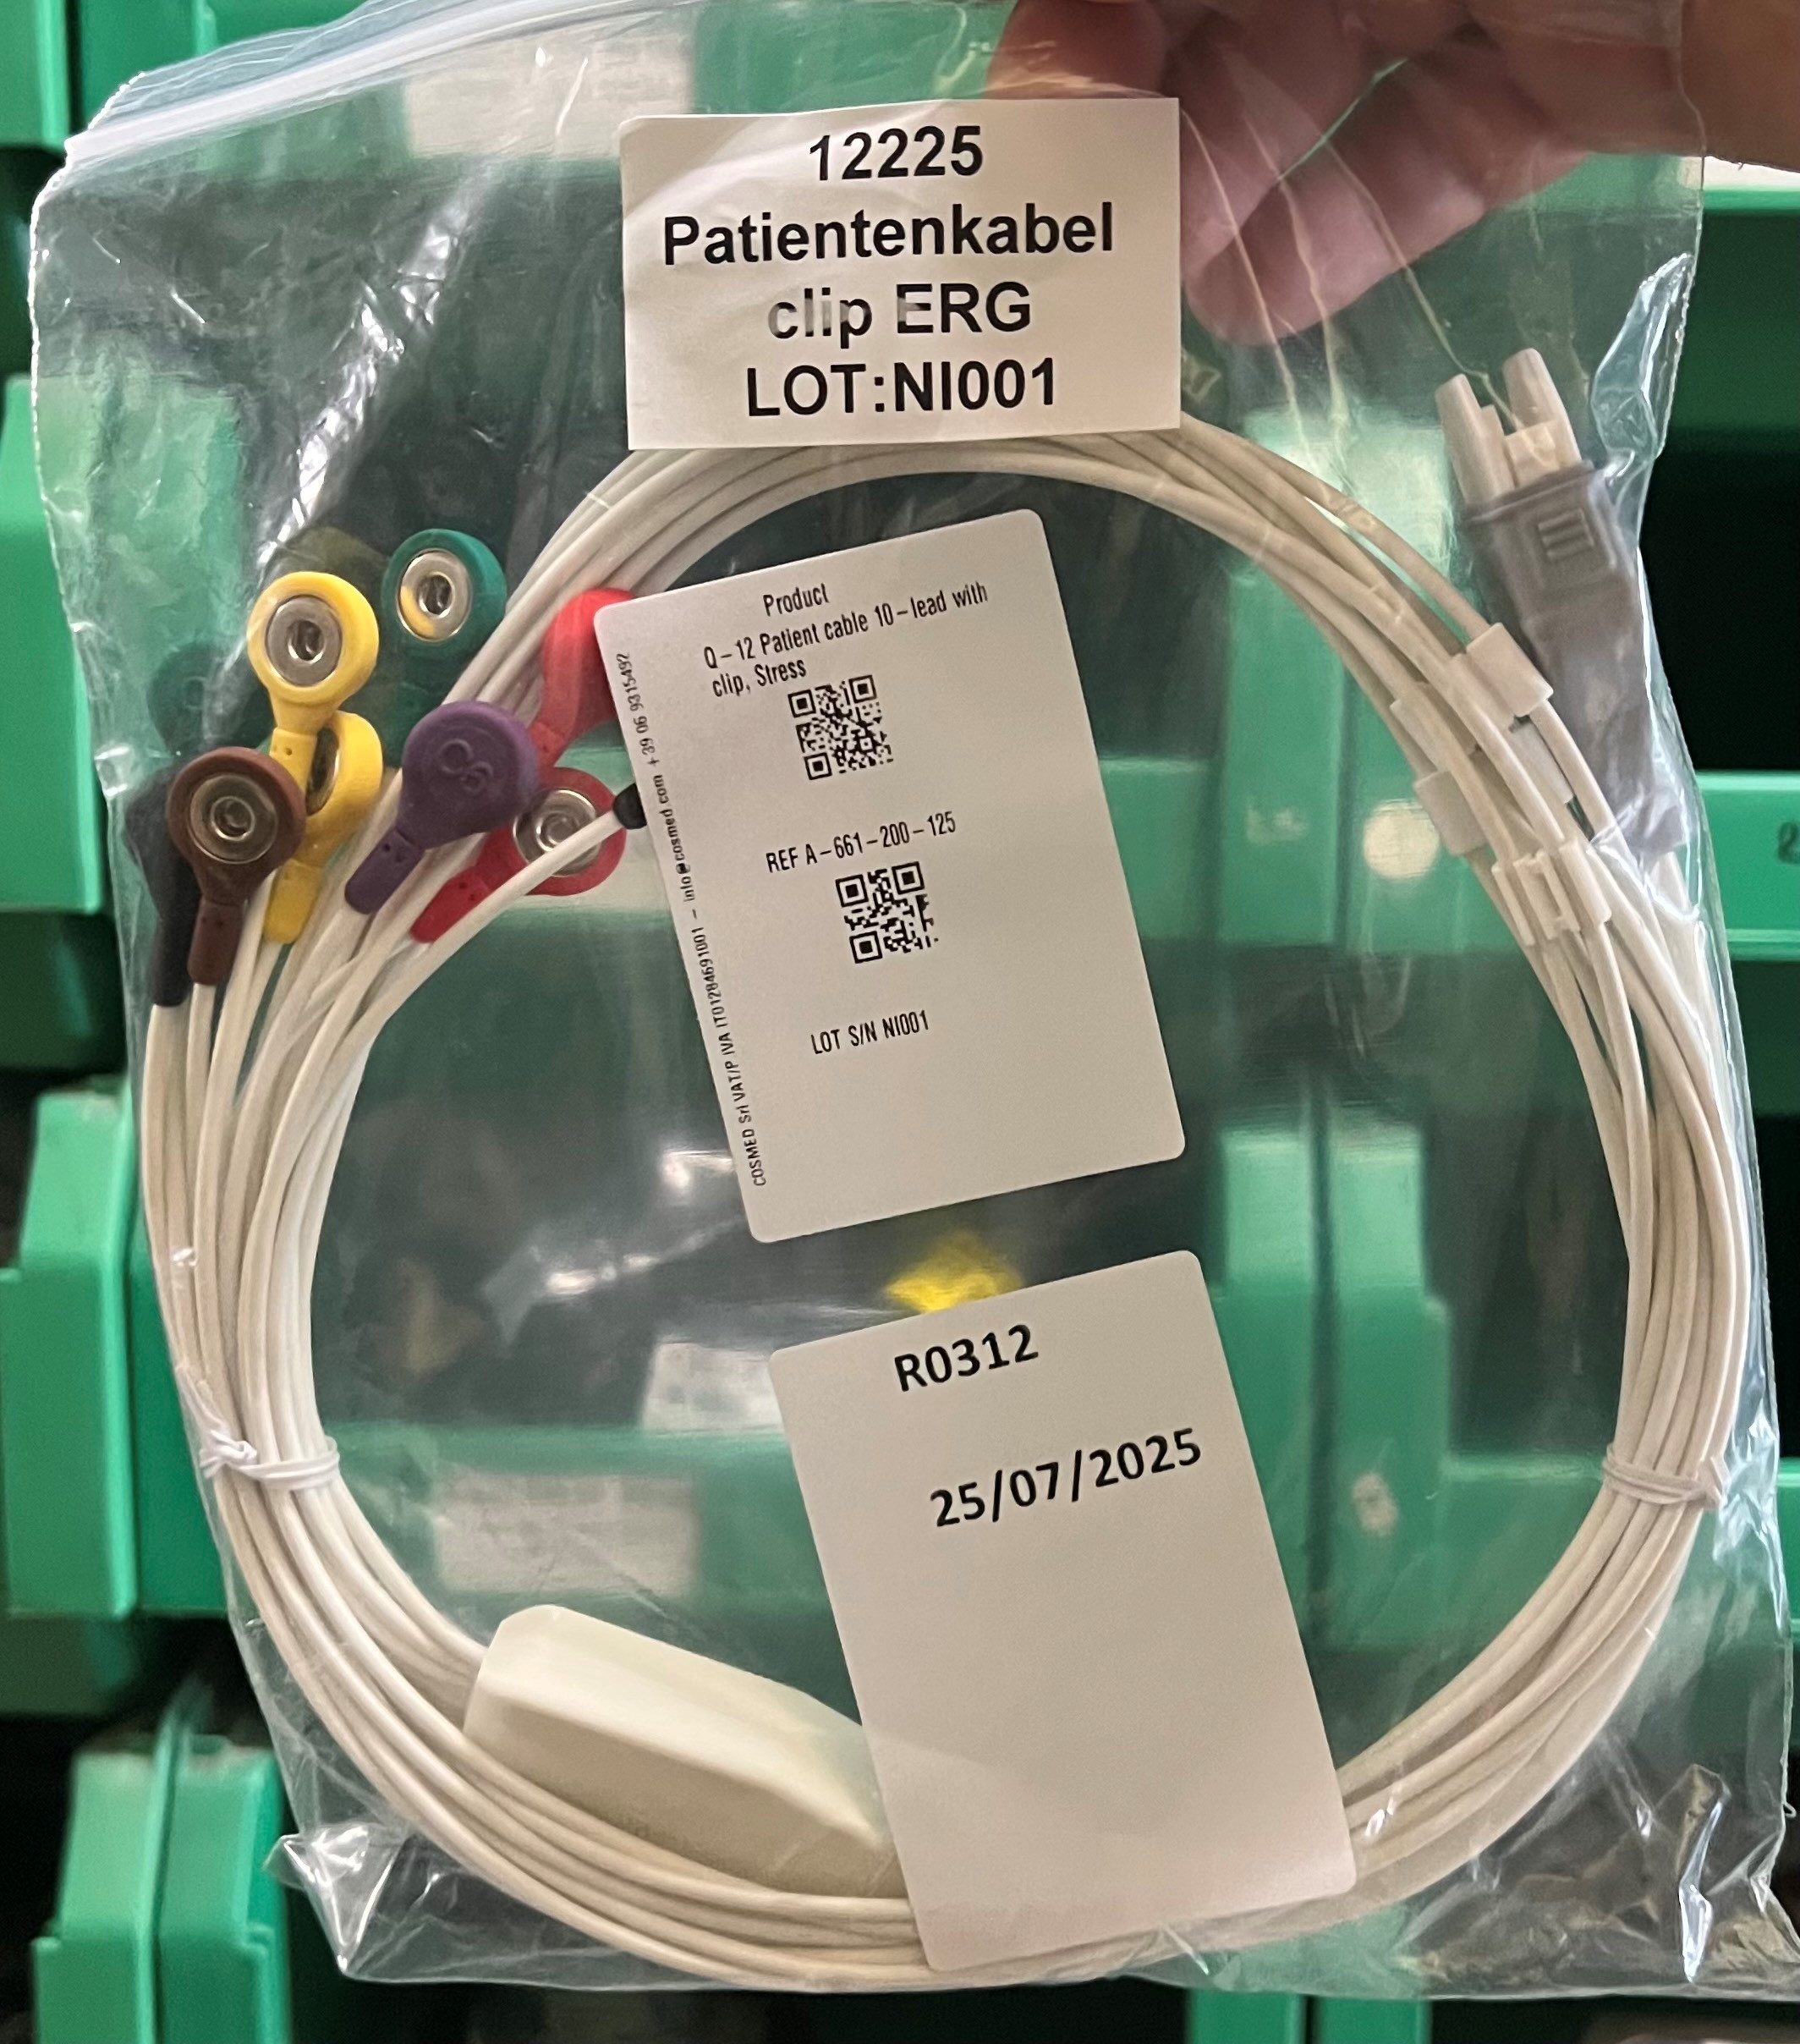 12225
Patientenkabel
clip ERG
LOT:NI001
Product
Q-12 Patient cable 10-lead with
clip, Stress
REF A-661-200-125
LOT S/N NI001
COSMED Srl VAT/P IVA IT01284691001 - info@cosmed.com +39 06 9315492
R0312
25/07/2025